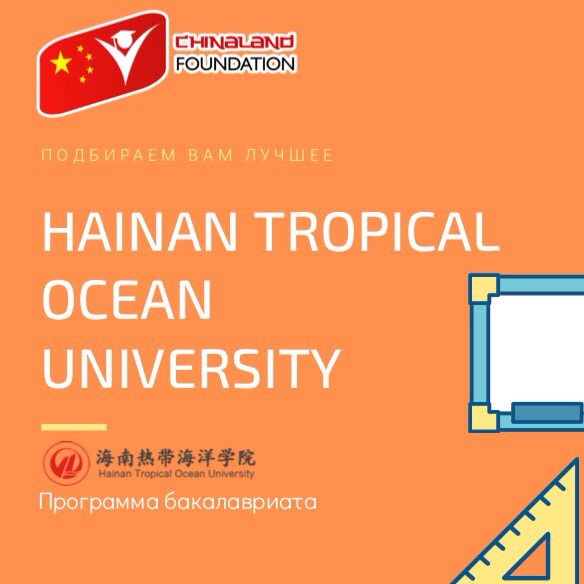 CHINALAND
FOUNDATION
ПОДБИРАЕМ ВАМ ЛУЧШЕЕ
HAINAN TROPICAL
OCEAN
UNIVERSITY
海南热带海洋学院
Hainan Tropical Ocean University
Программа бакалавриата